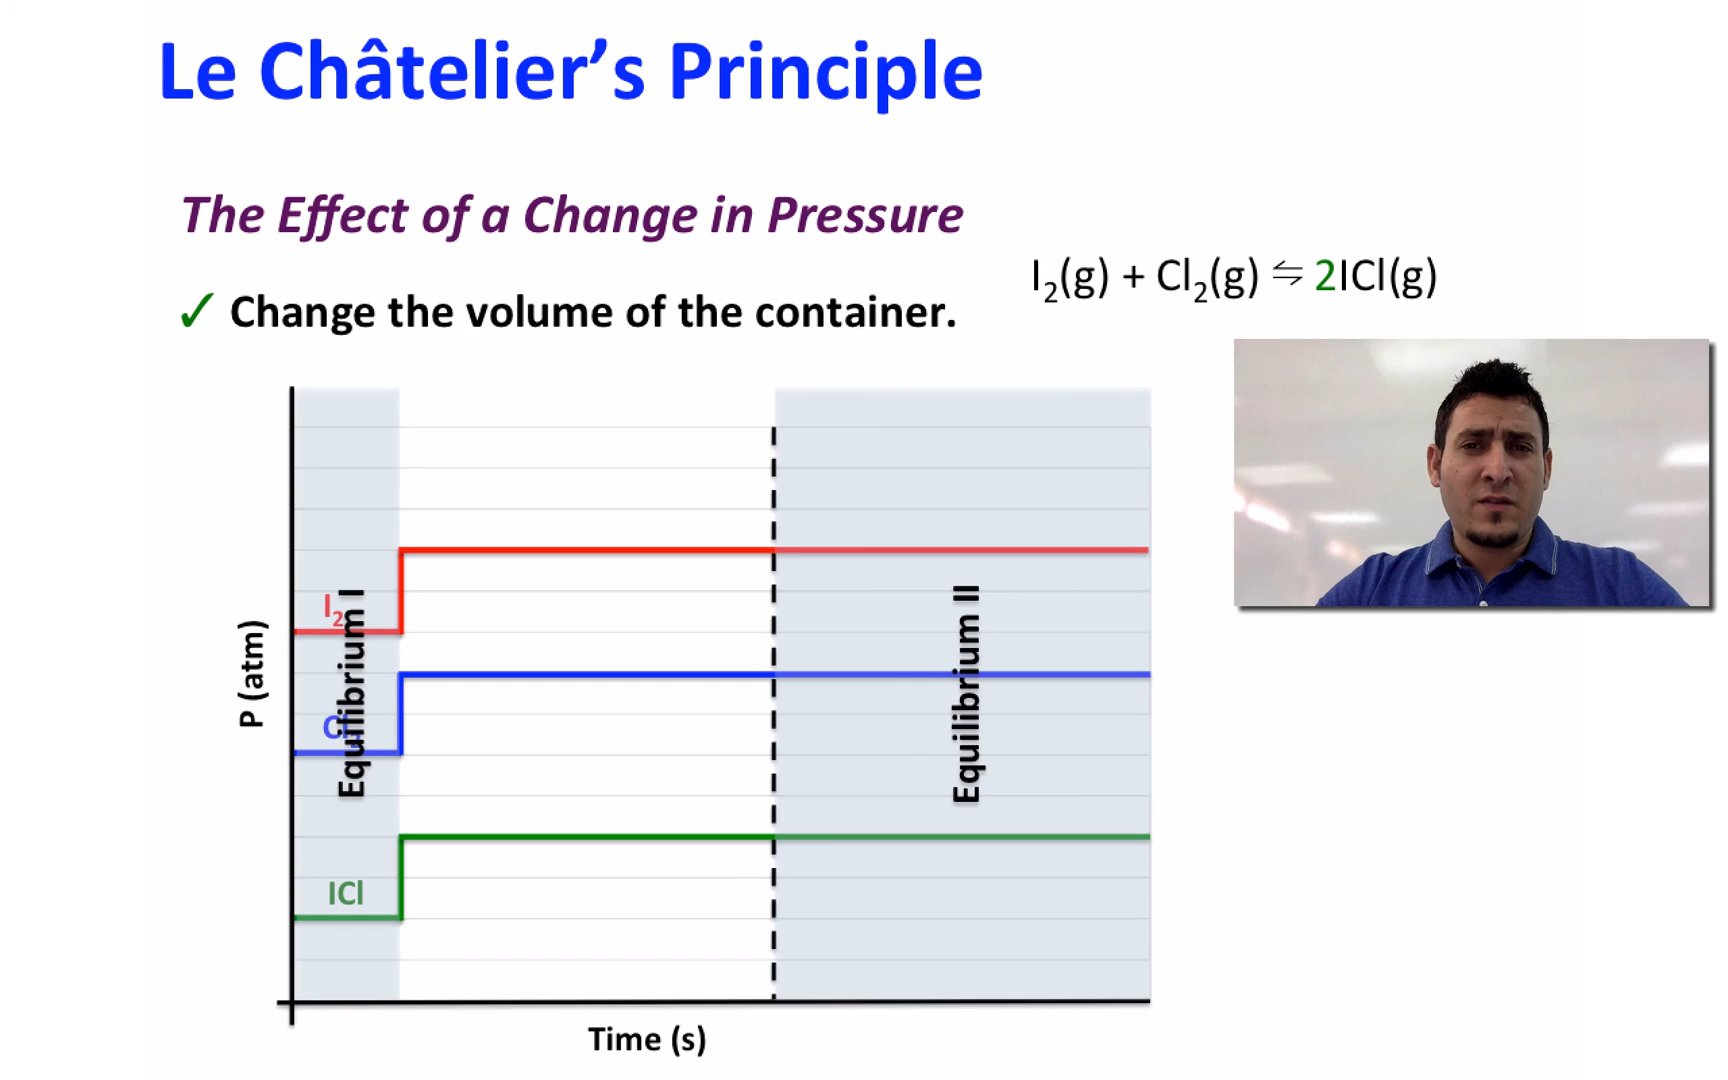 Le Châtelier’s Principle
The Effect of a Change in Pressure
I₂(g) + Cl₂(g) ⇋ 2ICl(g)
✓ Change the volume of the container.
P (atm)
I₂
Equilibrium I
ICl
Equilibrium II
Time (s)